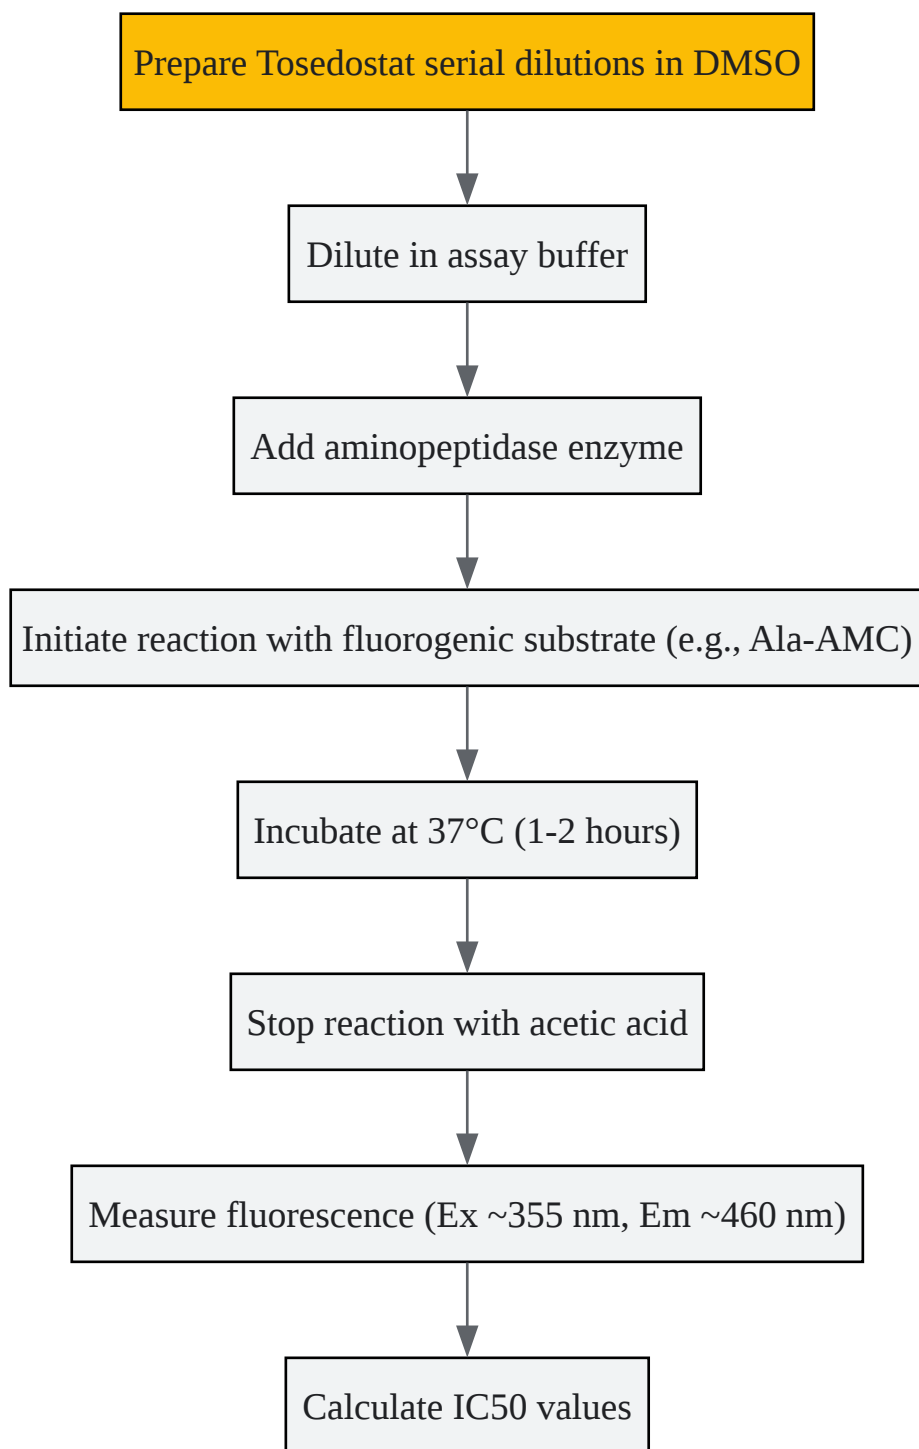 Prepare Tosedostat serial dilutions in DMSO
Dilute in assay buffer
Add aminopeptidase enzyme
Initiate reaction with fluorogenic substrate (e.g., Ala-AMC)
Incubate at 37°C (1-2 hours)
Stop reaction with acetic acid
Measure fluorescence (Ex ~355 nm, Em ~460 nm)
Calculate IC50 values